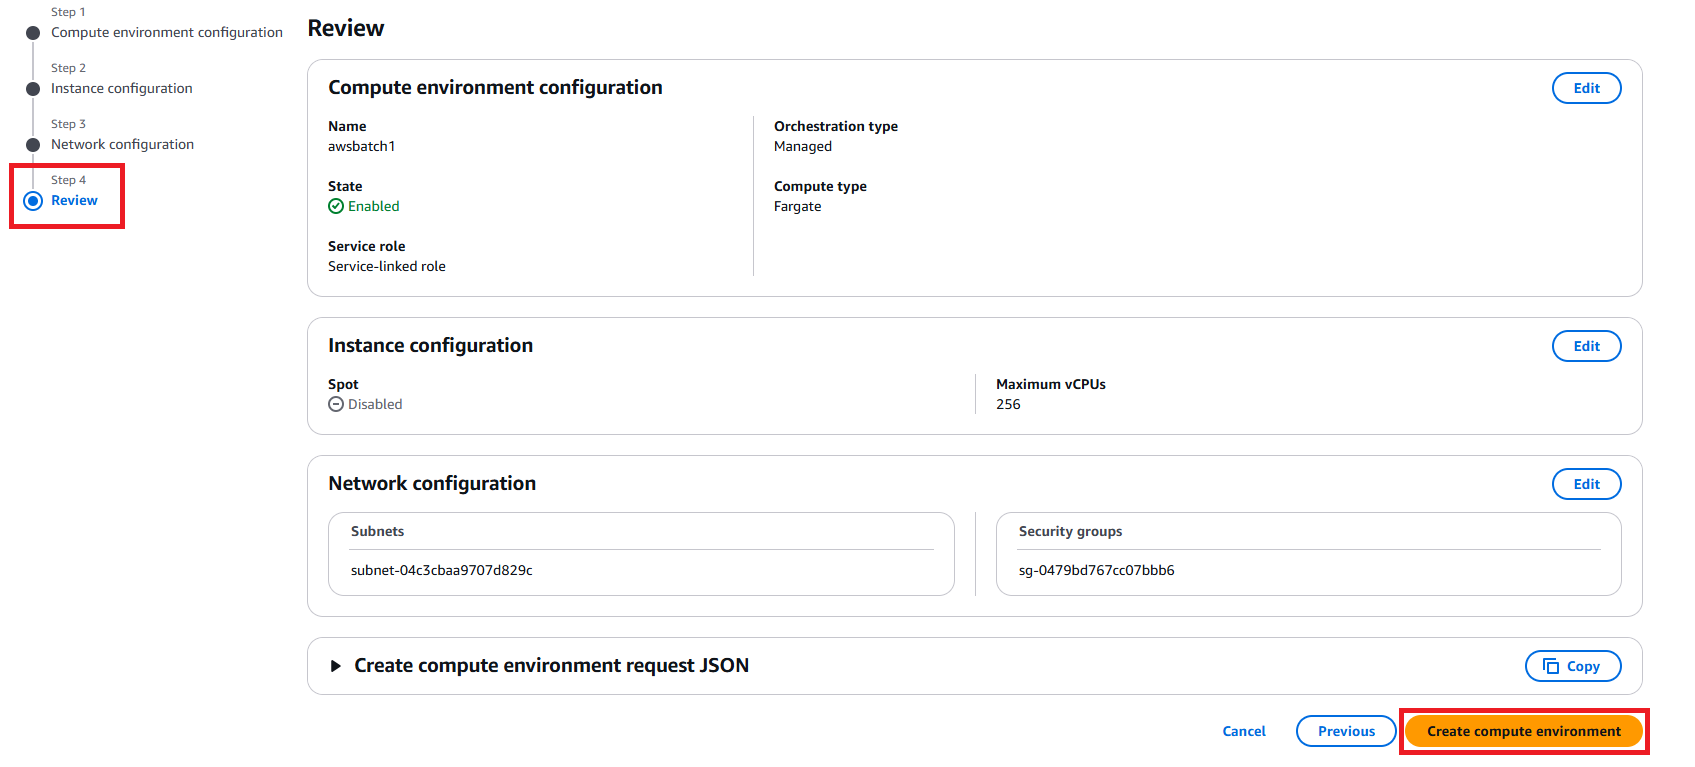 Step 1
Compute environment configuration
Step 2
Instance configuration
Step 3
Network configuration
Step 4
Review
Review
Compute environment configuration
Edit
Name
awsbatch1
State
Enabled
Service role
Service-linked role
Orchestration type
Managed
Compute type
Fargate
Instance configuration
Edit
Spot
Disabled
Maximum vCPUs
256
Network configuration
Edit
Subnets
subnet-04c3cbaa9707d829c
Security groups
sg-0479bd767cc07bbb6
Create compute environment request JSON
Copy
Cancel
Previous
Create compute environment